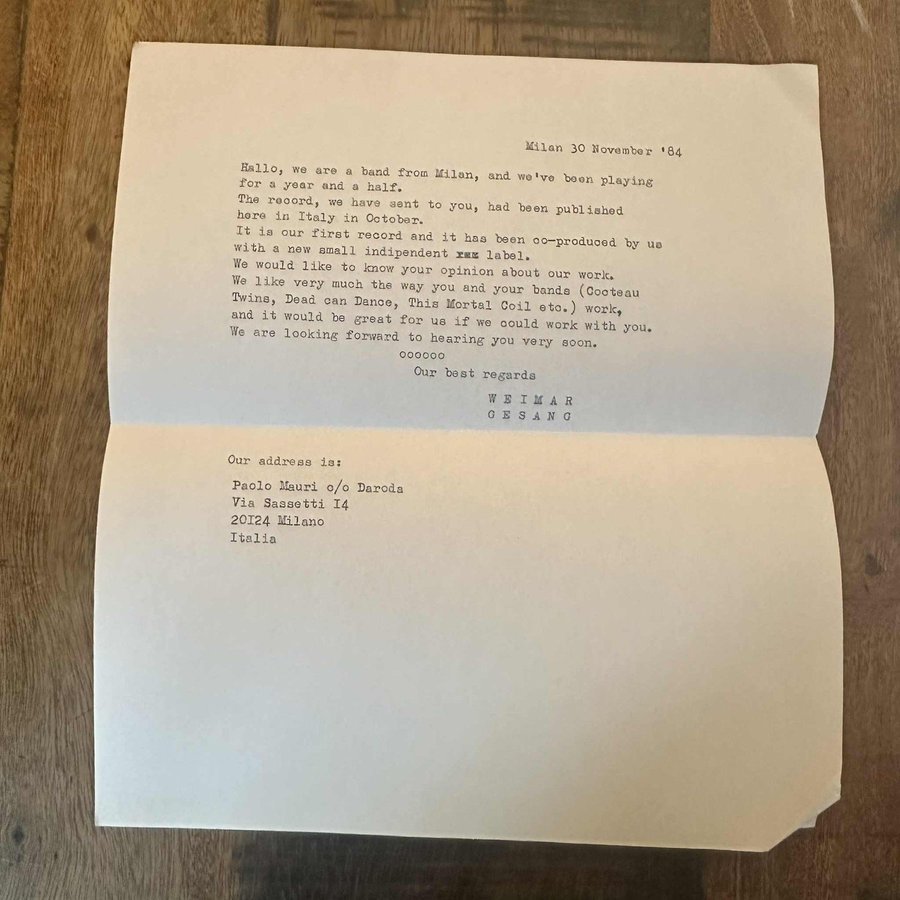 Milan 30 November '84
Hallo, we are a band from Milan, and we've been playing
for a year and a half.
The record, we have sent to you, had been published
here in Italy in October.
It is our first record and it has been co-produced by us
with a new small indipendent label.
We would like to know your opinion about our work.
We like very much the way you and your bands (Cocteau
Twins, Dead can Dance, This Mortal Coil etc.) work,
and it would be great for us if we could work with you.
We are looking forward to hearing you very soon.
oooooo
Our best regards
W E I M A R
G E S A N G
Our address is:
Paolo Mauri c/o Daroda
Via Sassetti I4
20I24 Milano
Italia